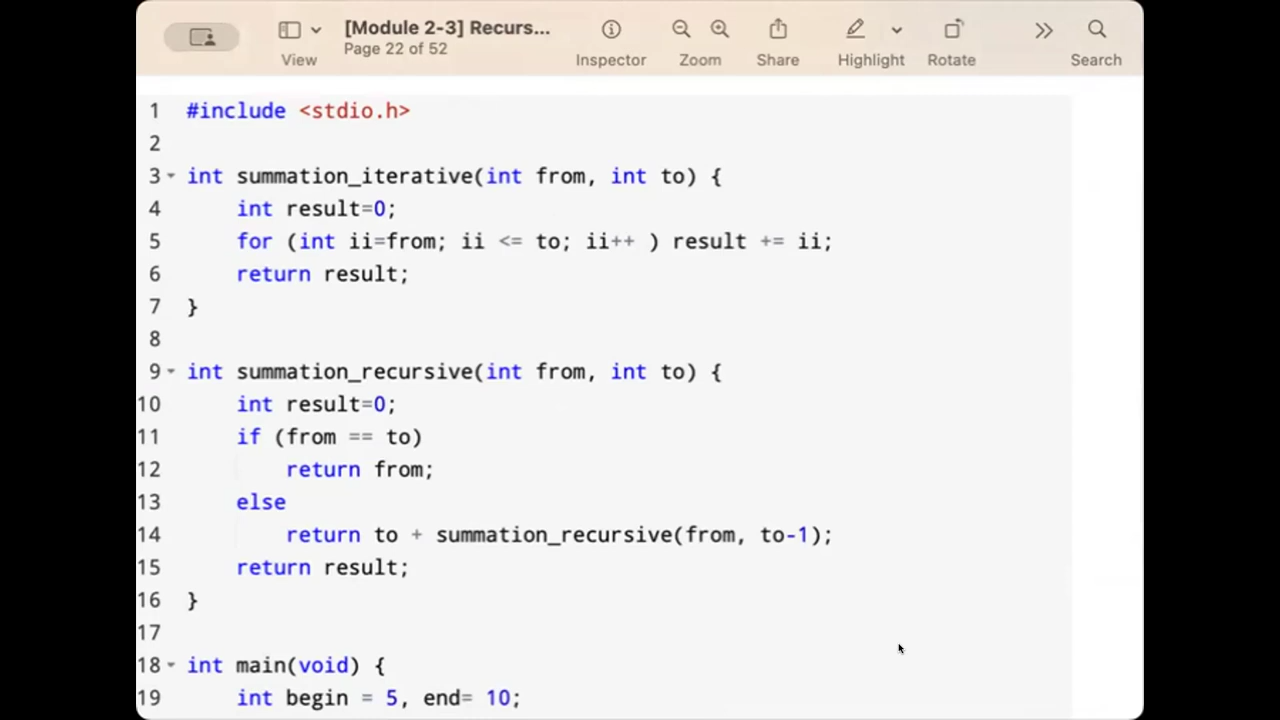 [Module 2-3] Recurs...
Page 22 of 52
View
Inspector
Zoom
Share
Highlight
Rotate
Search
1 #include <stdio.h>
2
3 int summation_iterative(int from, int to) {
4     int result=0;
5     for (int ii=from; ii <= to; ii++ ) result += ii;
6     return result;
7 }
8
9 int summation_recursive(int from, int to) {
10     int result=0;
11     if (from == to)
12         return from;
13     else
14         return to + summation_recursive(from, to-1);
15     return result;
16 }
17
18 int main(void) {
19     int begin = 5, end= 10;